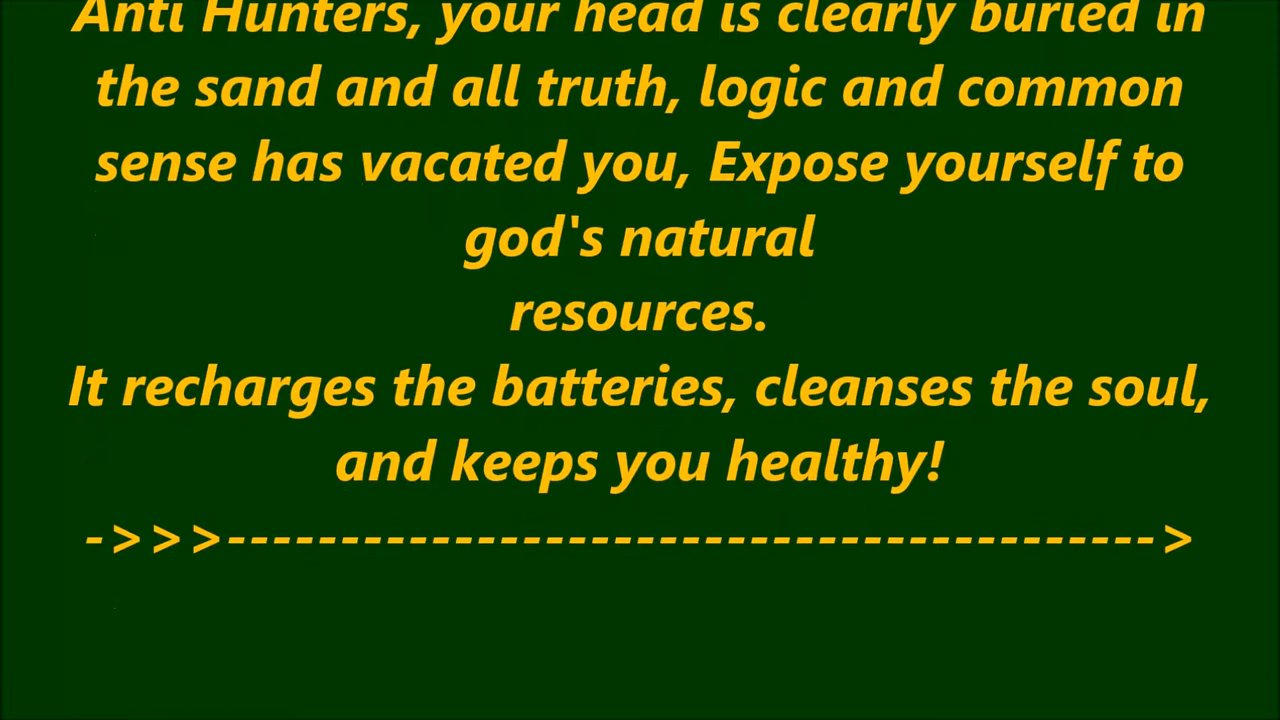 Anti Hunters, your head is clearly buried in
the sand and all truth, logic and common
sense has vacated you, Expose yourself to
god's natural
resources.
It recharges the batteries, cleanses the soul,
and keeps you healthy!
->>>----------------------------------------->